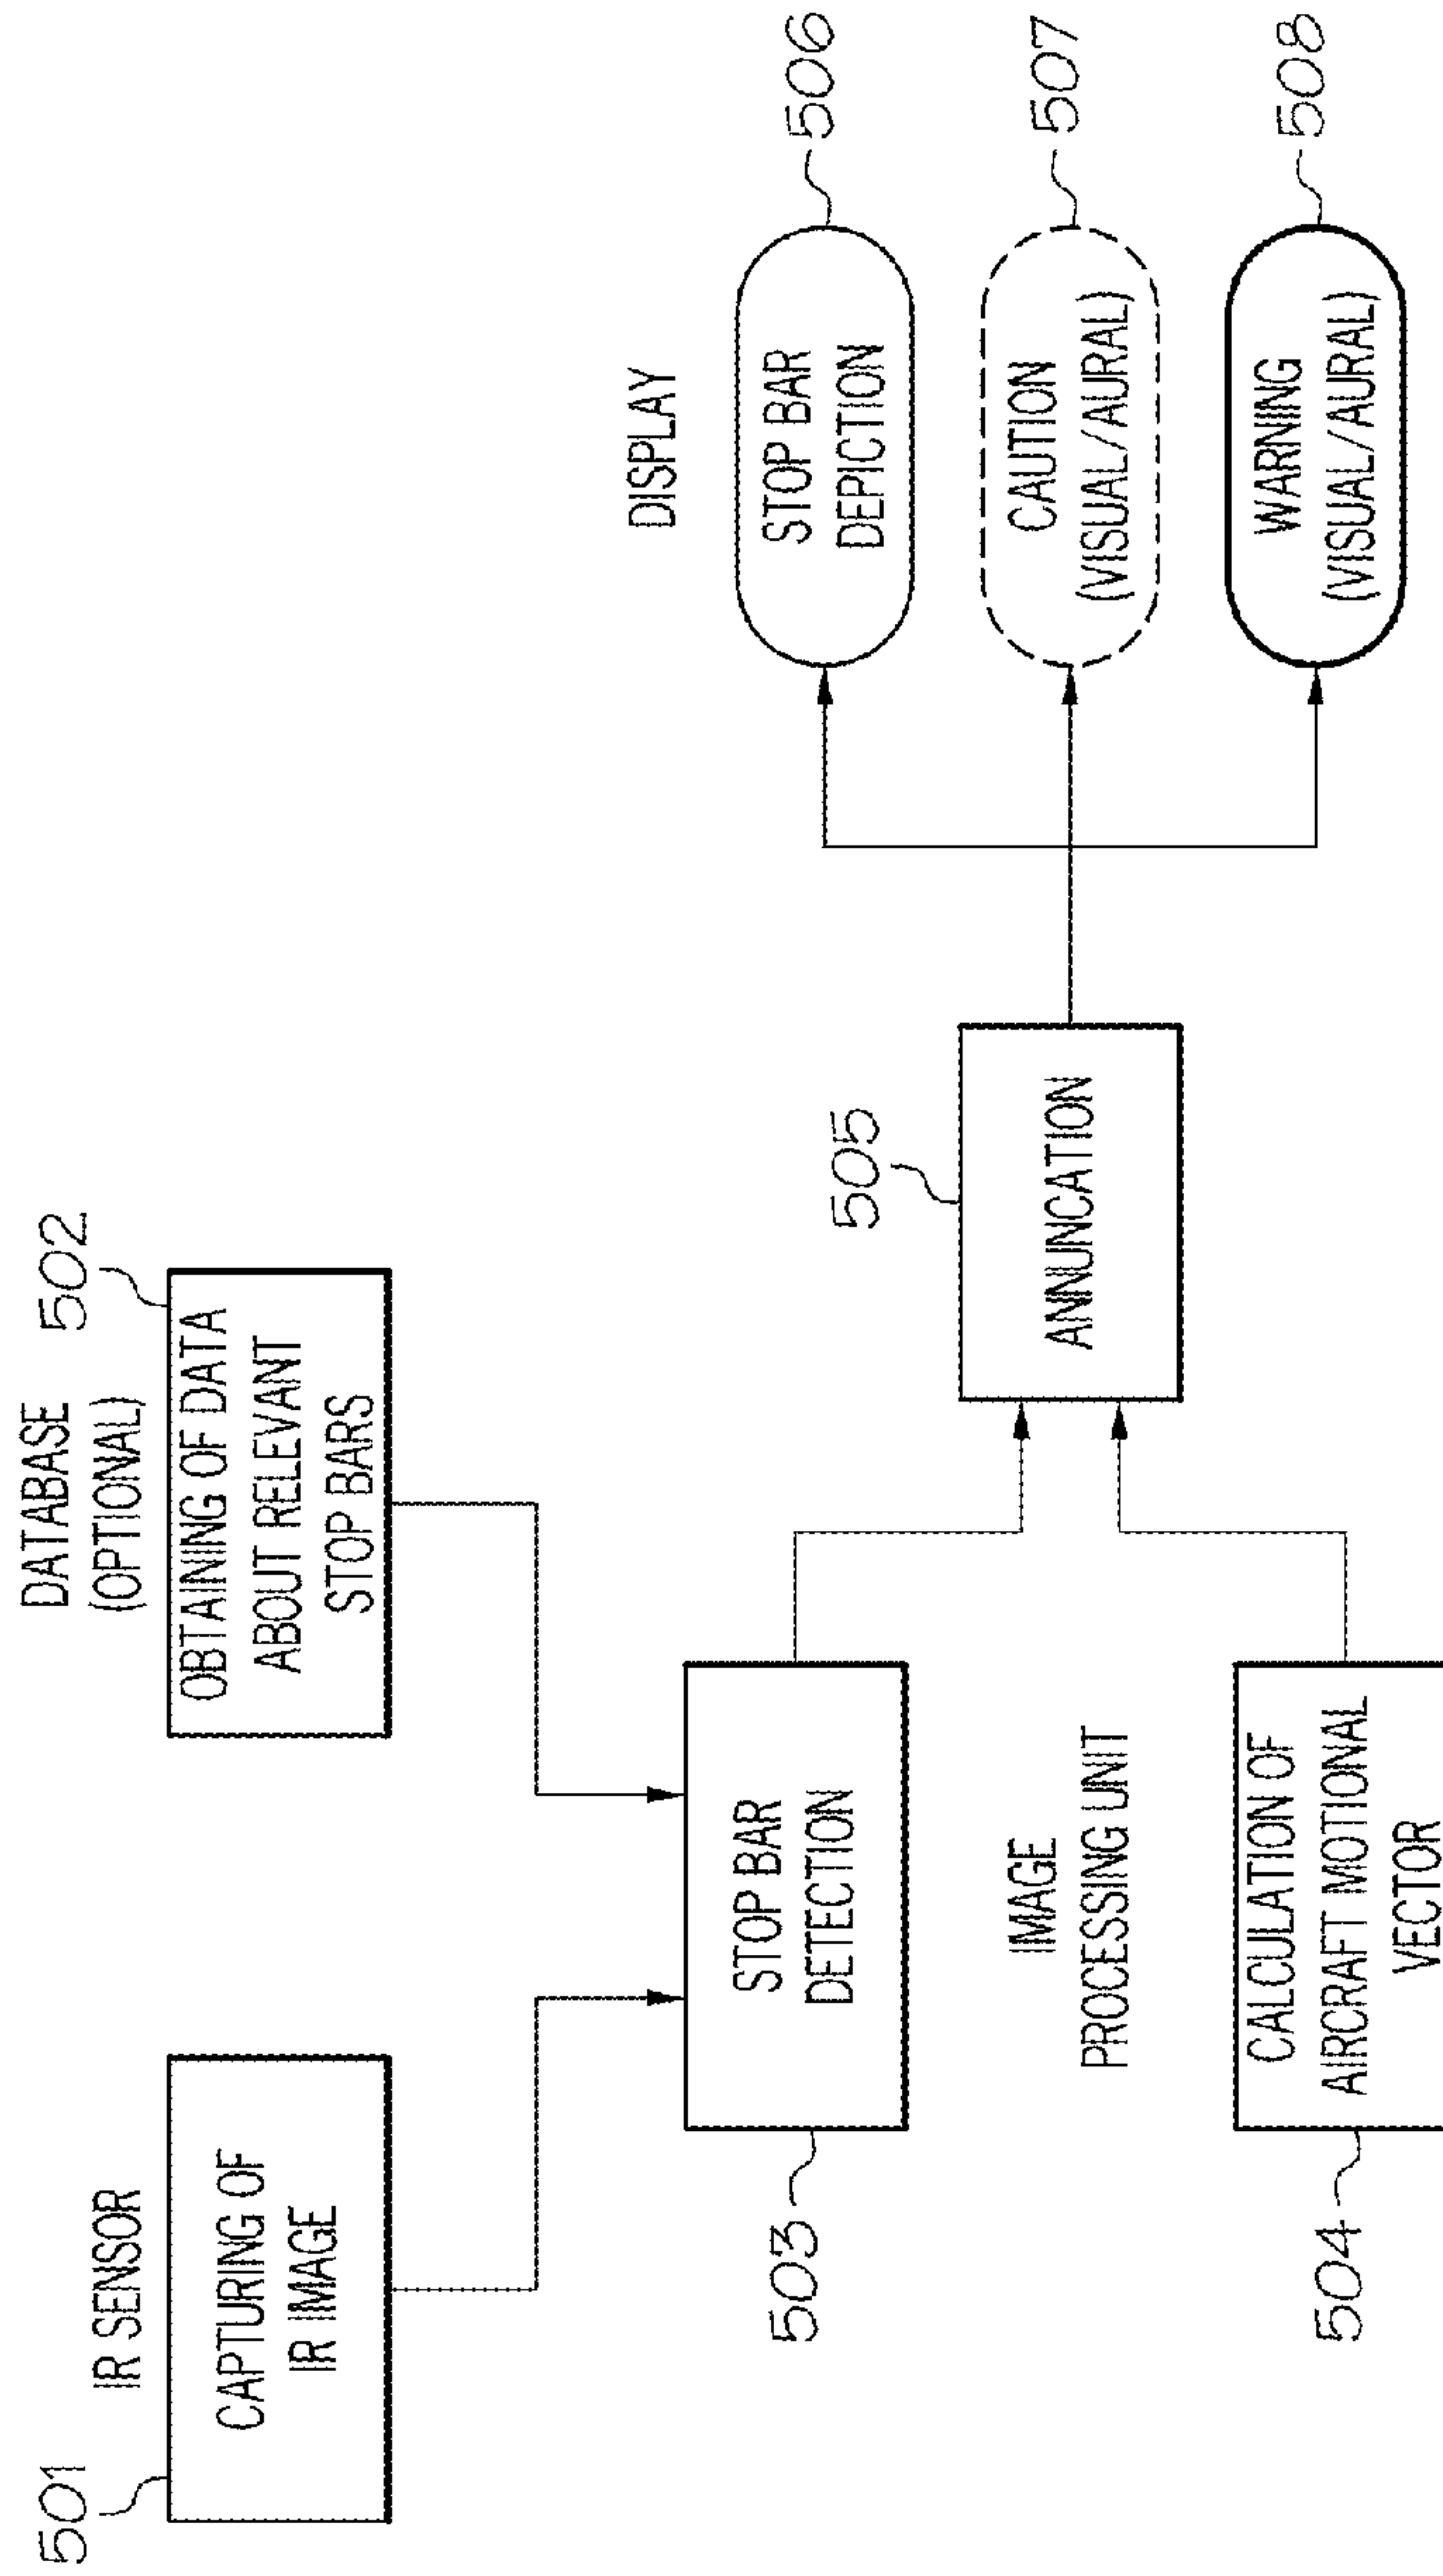 501
IR SENSOR
CAPTURING OF
IR IMAGE
DATABASE
(OPTIONAL)
502
OBTAINING OF DATA
ABOUT RELEVANT
STOP BARS
503
STOP BAR
DETECTION
IMAGE
PROCESSING UNIT
504
CALCULATION OF
AIRCRAFT MOTIONAL
VECTOR
505
ANNUNCATION
DISPLAY
STOP BAR
DEPICTION
506
CAUTION
(VISUAL/AURAL)
507
WARNING
(VISUAL/AURAL)
508